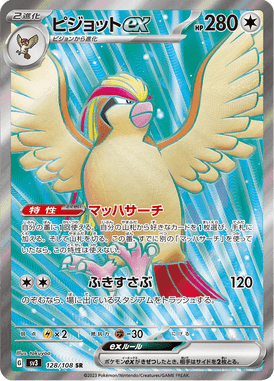 2進化
ピジョットex
HP 280
ピジョンから進化
特性 マッハサーチ
自分の番に1回使える。自分の山札から好きなカードを1枚選び、手札に
加える。そして山札を切る。この番、すでに別の「マッハサーチ」を使って
いたなら、この特性は使えない。
ふきすさぶ 120
のぞむなら、場に出ているスタジアムをトラッシュする。
弱点 ×2 抵抗力 -30 にげる
exルール
ポケモンexがきぜつしたとき、相手はサイドを2枚とる。
G sv3 128/108 SR
©2023 Pokémon/Nintendo/Creatures/GAME FREAK.